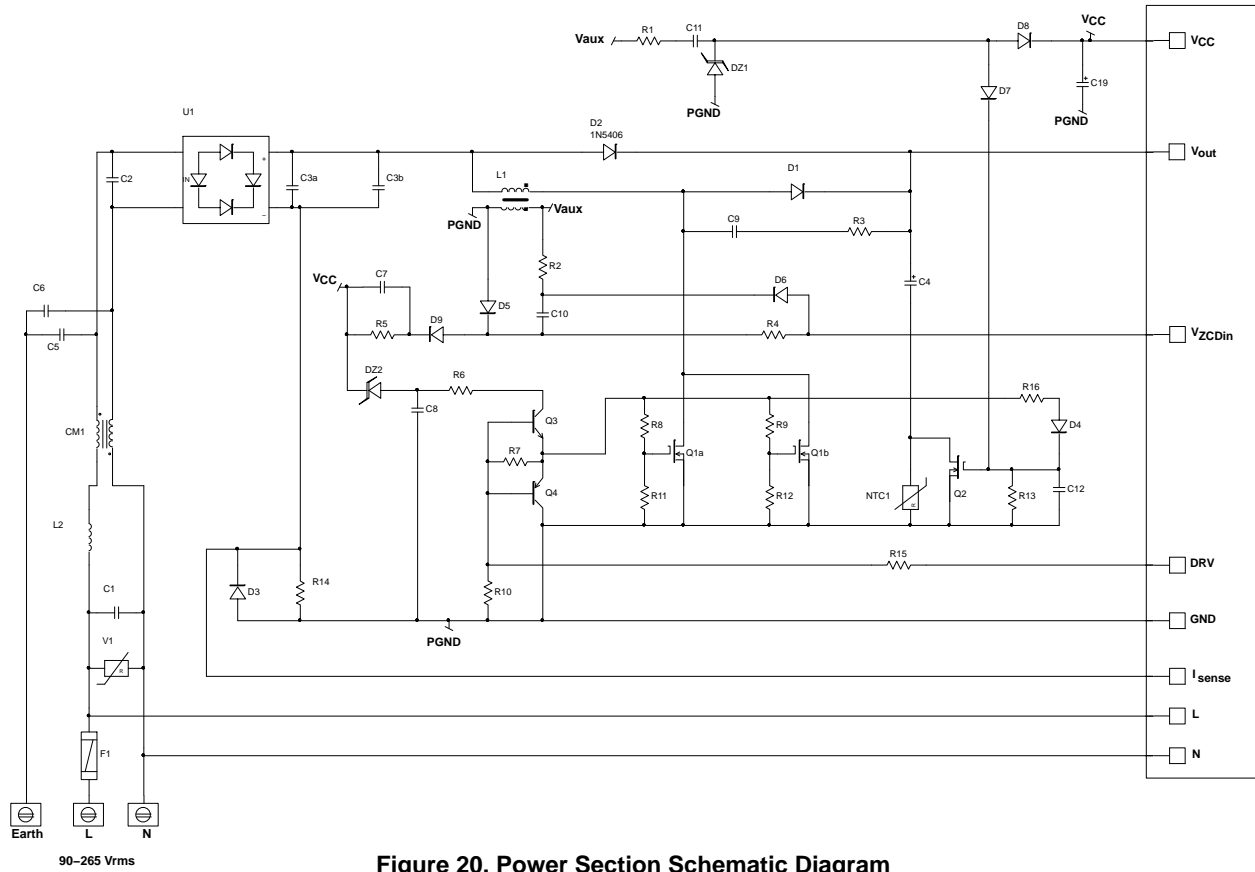 Vaux
R1
C11
DZ1
PGND
D8
VCC
VCC
C19
PGND
D7
U1
D2
1N5406
Vout
C2
IN
+
−
C3a
C3b
L1
D1
PGND
Vaux
C9
R3
R2
VCC
C7
D6
C4
C6
D5
C10
C5
R5
D9
R4
VZCDin
DZ2
R6
R16
C8
CM1
Q3
R8
R9
D4
R7
Q1a
Q1b
Q4
R11
R12
NTC1
R
Q2
R13
C12
L2
R15
DRV
D3
R14
R10
C1
PGND
GND
V1
R
Isense
L
F1
N
Earth
L
N
90–265 Vrms
Figure 20. Power Section Schematic Diagram